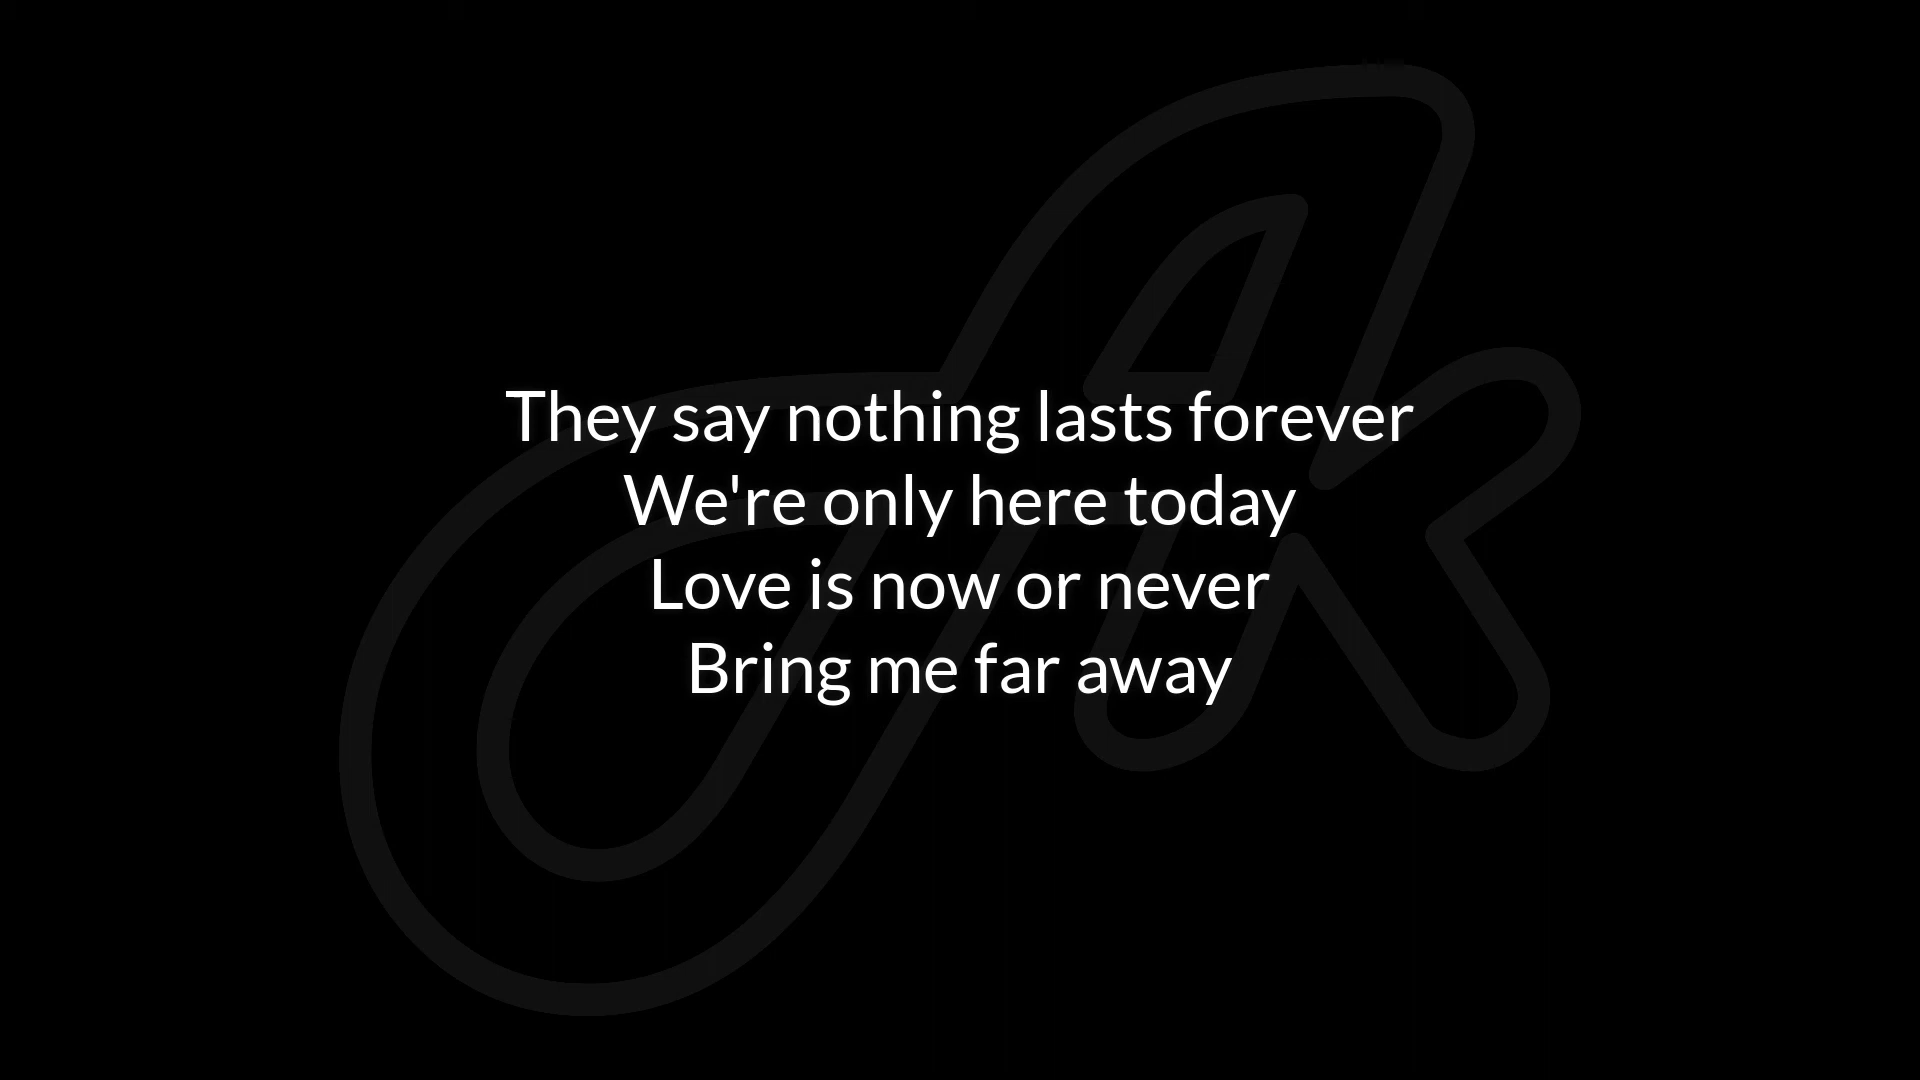 They say nothing lasts forever
We're only here today
Love is now or never
Bring me far away